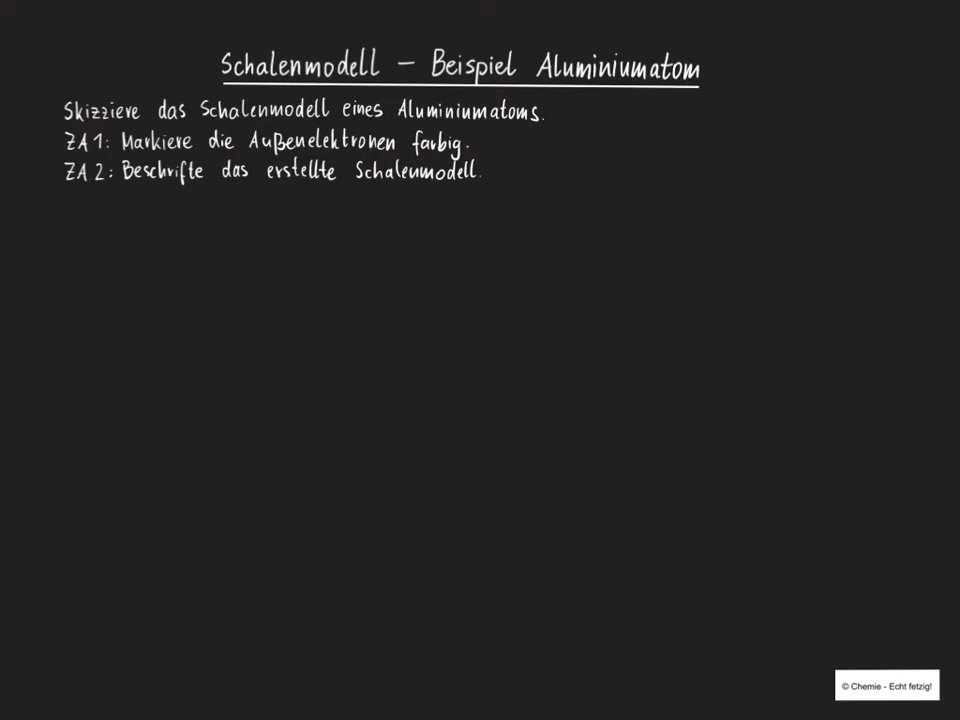 Schalenmodell – Beispiel Aluminiumatom
Skizziere das Schalenmodell eines Aluminiumatoms.
ZA 1: Markiere die Außenelektronen farbig.
ZA 2: Beschrifte das erstellte Schalenmodell.
© Chemie - Echt fetzig!